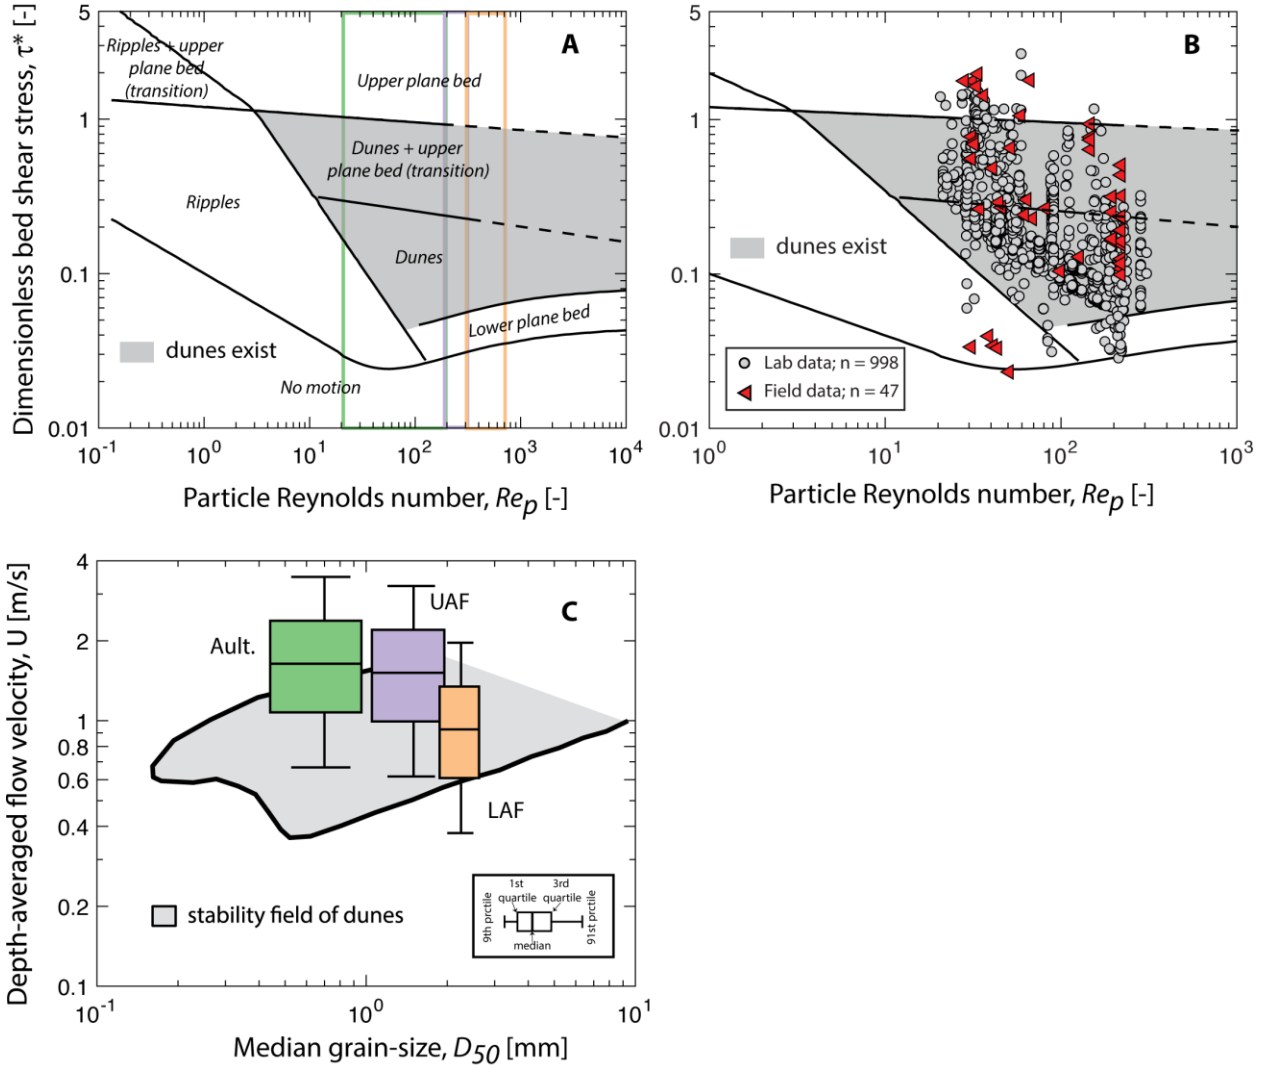 A
Dimensionless bed shear stress, τ* [-]
5
1
0.1
0.01
Ripples + upper
plane bed
(transition)
Upper plane bed
Dunes + upper
plane bed (transition)
Ripples
Dunes
Lower plane bed
No motion
dunes exist
10-1
100
101
102
103
104
Particle Reynolds number, Rep [-]
B
5
1
0.1
0.01
dunes exist
Lab data; n = 998
Field data; n = 47
100
101
102
103
Particle Reynolds number, Rep [-]
C
Depth-averaged flow velocity, U [m/s]
4
2
1
0.8
0.6
0.4
0.2
0.1
Ault.
UAF
LAF
stability field of dunes
9th prctile
1st
quartile
3rd
quartile
median
91st prctile
10-1
100
101
Median grain-size, D50 [mm]